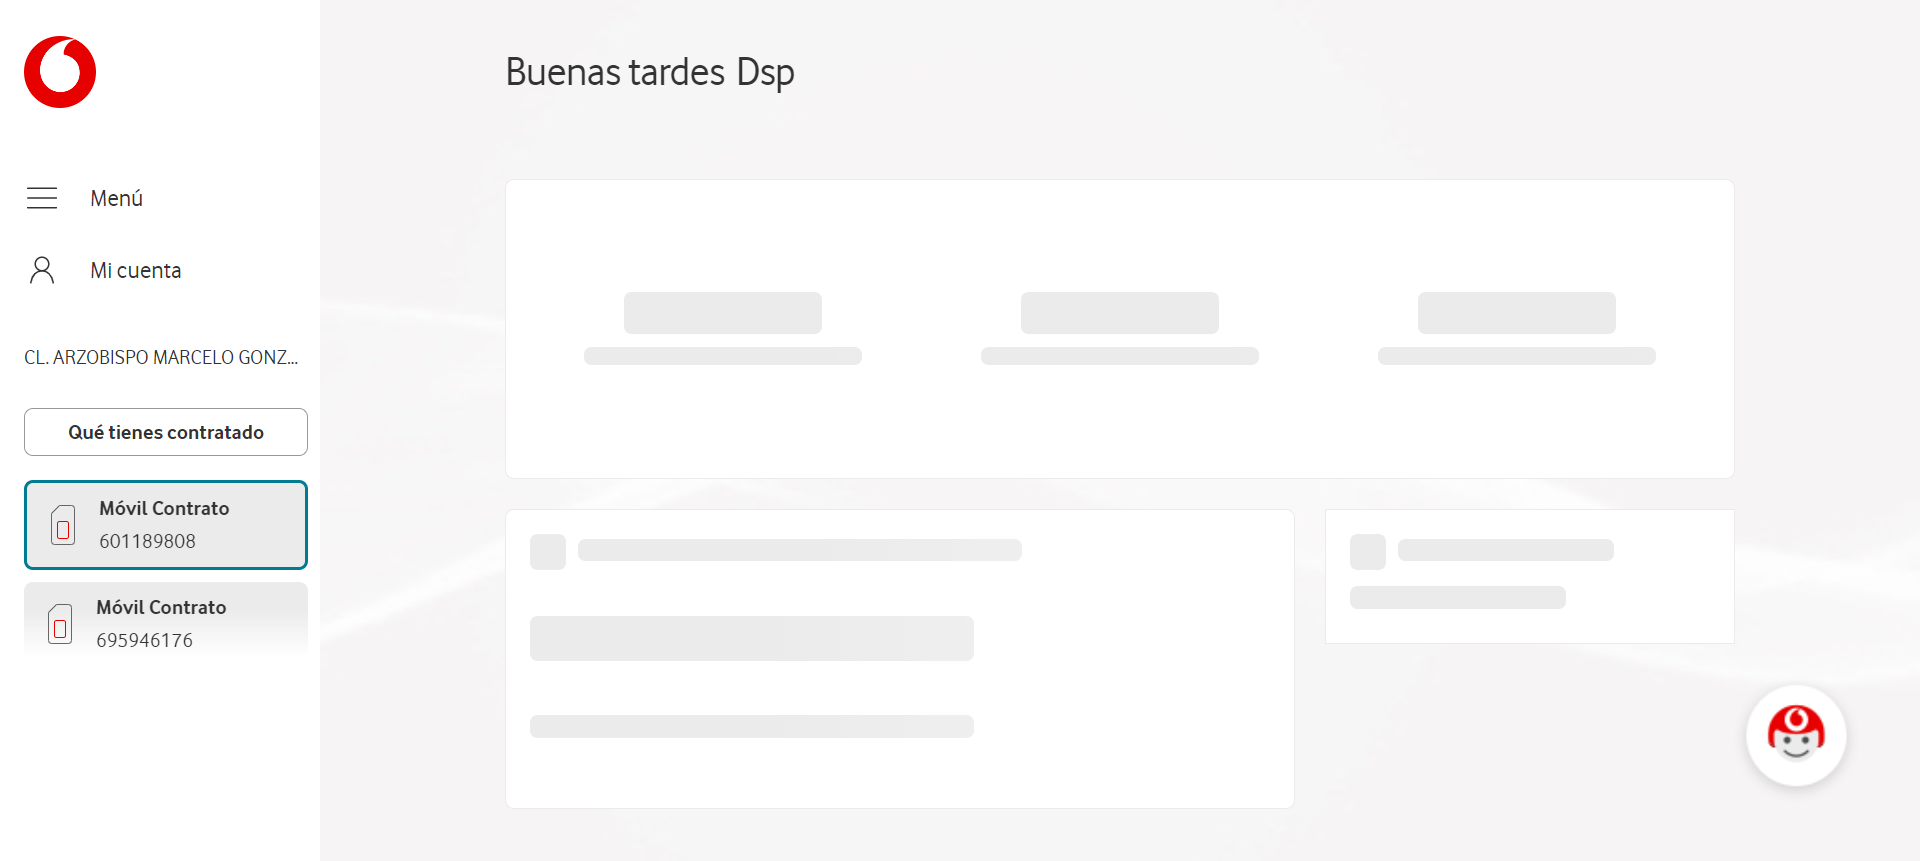 Buenas tardes Dsp
Menú
Mi cuenta
CL. ARZOBISPO MARCELO GONZ...
Qué tienes contratado
Móvil Contrato
601189808
Móvil Contrato
695946176